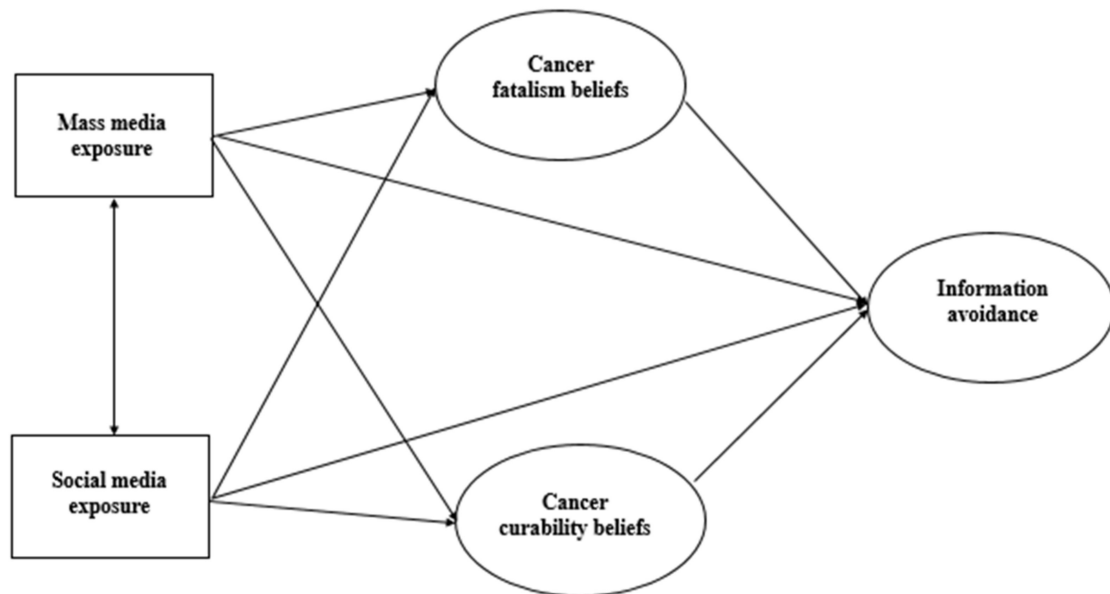 Cancer
fatalism beliefs
Mass media
exposure
Information
avoidance
Social media
exposure
Cancer
curability beliefs